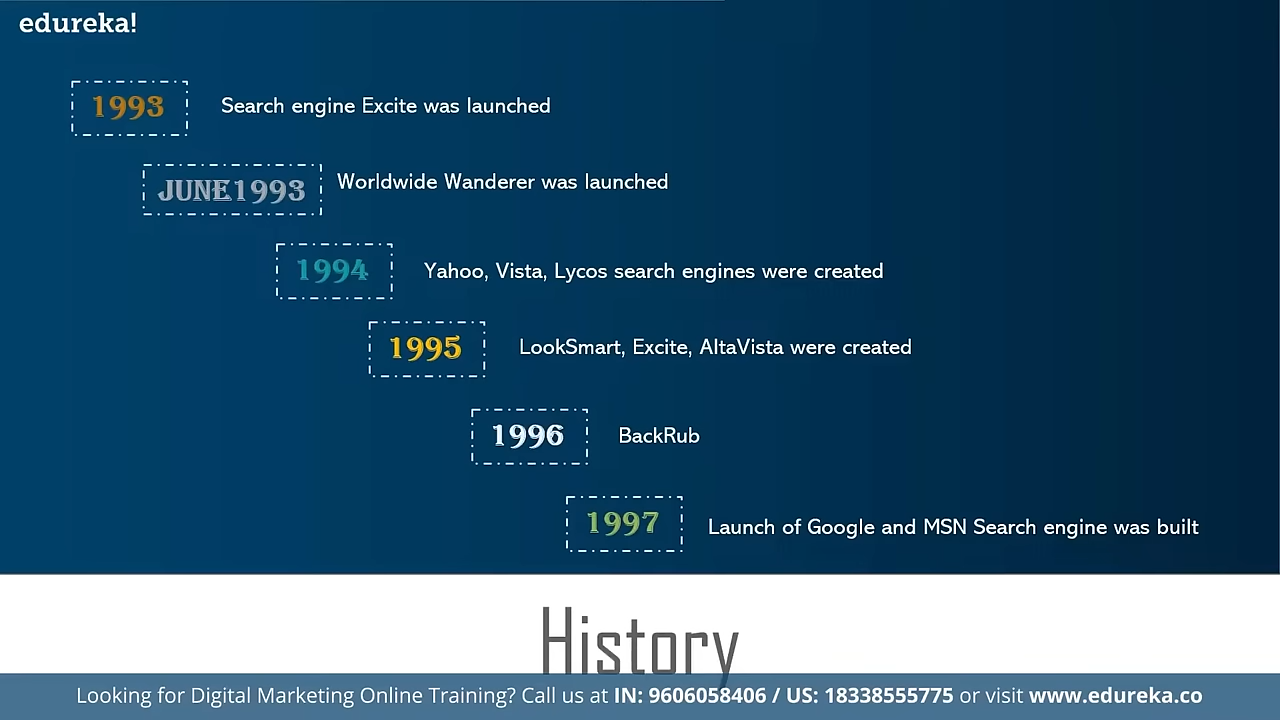 edureka!
1993 Search engine Excite was launched
JUNE1993 Worldwide Wanderer was launched
1994 Yahoo, Vista, Lycos search engines were created
1995 LookSmart, Excite, AltaVista were created
1996 BackRub
1997 Launch of Google and MSN Search engine was built
History
Looking for Digital Marketing Online Training? Call us at IN: 9606058406 / US: 18338555775 or visit www.edureka.co